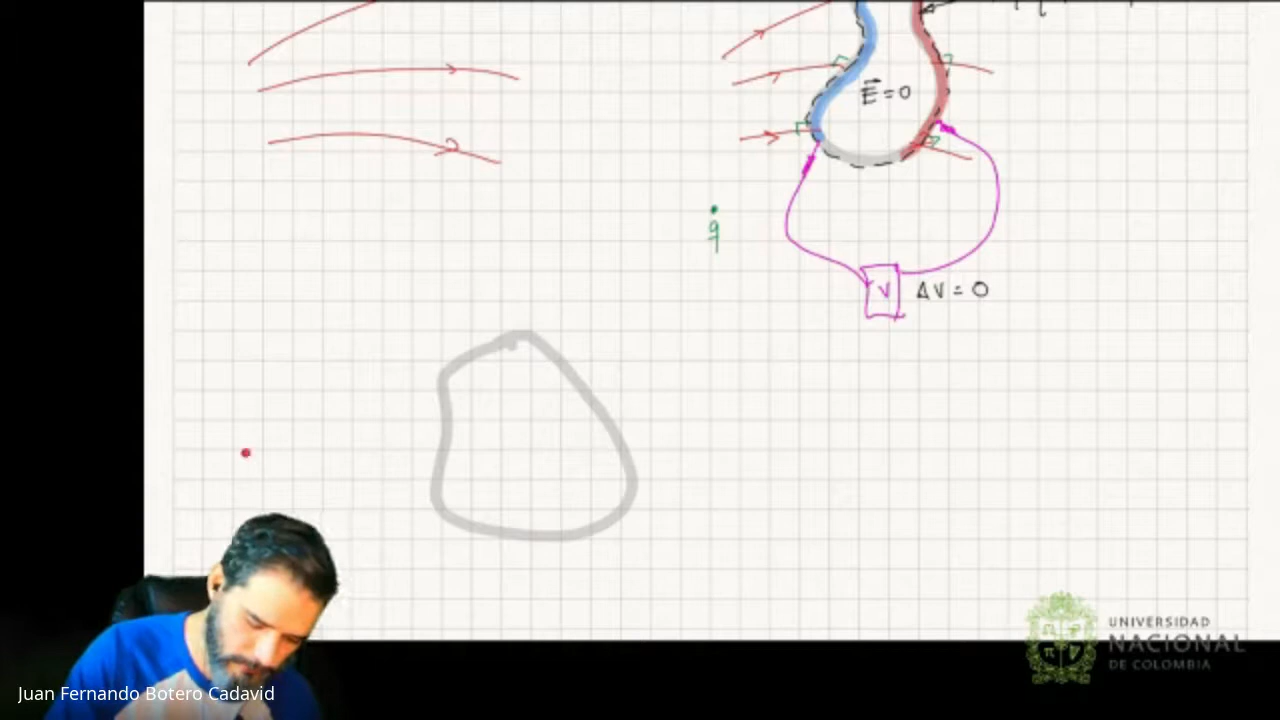 E⃗=0
q
V ΔV=0
UNIVERSIDAD
NACIONAL
DE COLOMBIA
Juan Fernando Botero Cadavid